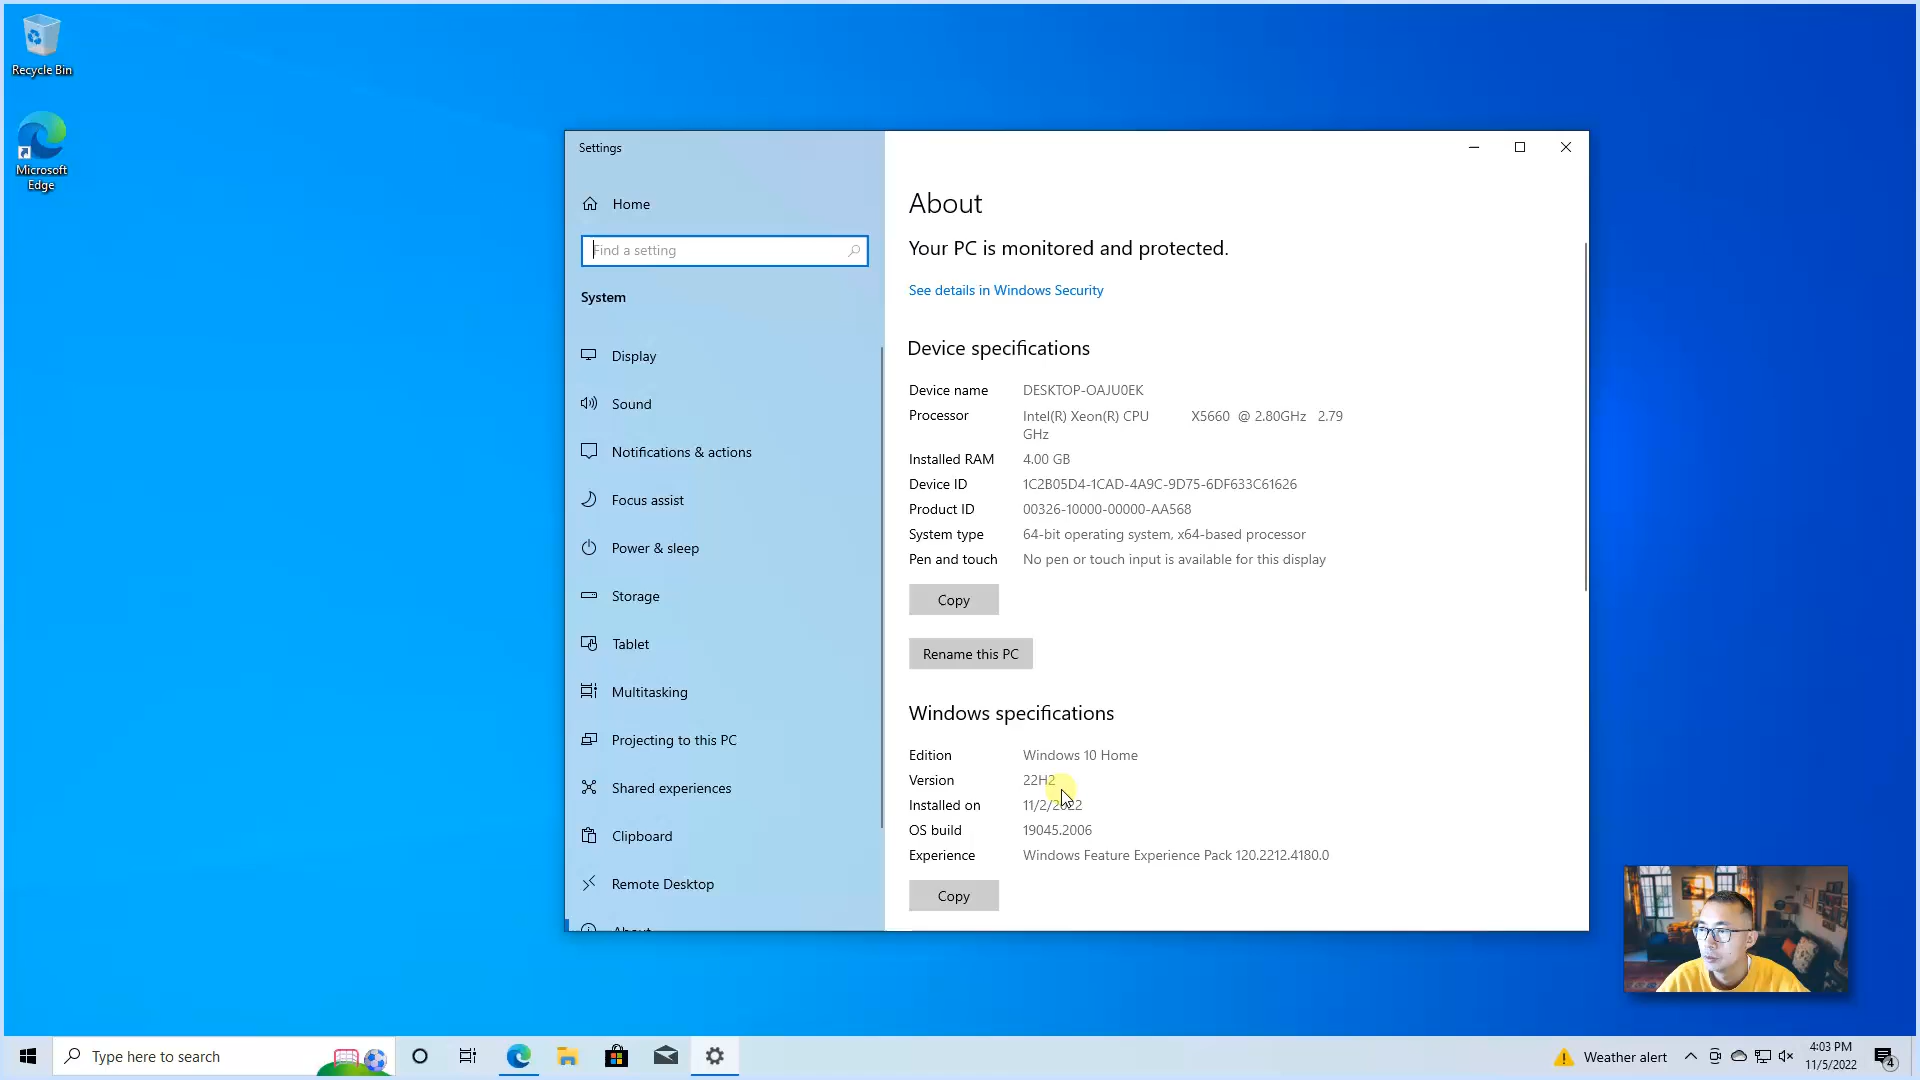 Recycle Bin
Microsoft
Edge
Settings
Home
Find a setting
System
Display
Sound
Notifications & actions
Focus assist
Power & sleep
Storage
Tablet
Multitasking
Projecting to this PC
Shared experiences
Clipboard
Remote Desktop
About
About
Your PC is monitored and protected.
See details in Windows Security
Device specifications
Device name DESKTOP-OAJU0EK
Processor Intel(R) Xeon(R) CPU X5660 @ 2.80GHz 2.79
GHz
Installed RAM 4.00 GB
Device ID 1C2B05D4-1CAD-4A9C-9D75-6DF633C61626
Product ID 00326-10000-00000-AA568
System type 64-bit operating system, x64-based processor
Pen and touch No pen or touch input is available for this display
Copy
Rename this PC
Windows specifications
Edition Windows 10 Home
Version 22H2
Installed on 11/2/2022
OS build 19045.2006
Experience Windows Feature Experience Pack 120.2212.4180.0
Copy
Type here to search
Weather alert
4:03 PM
11/5/2022
4